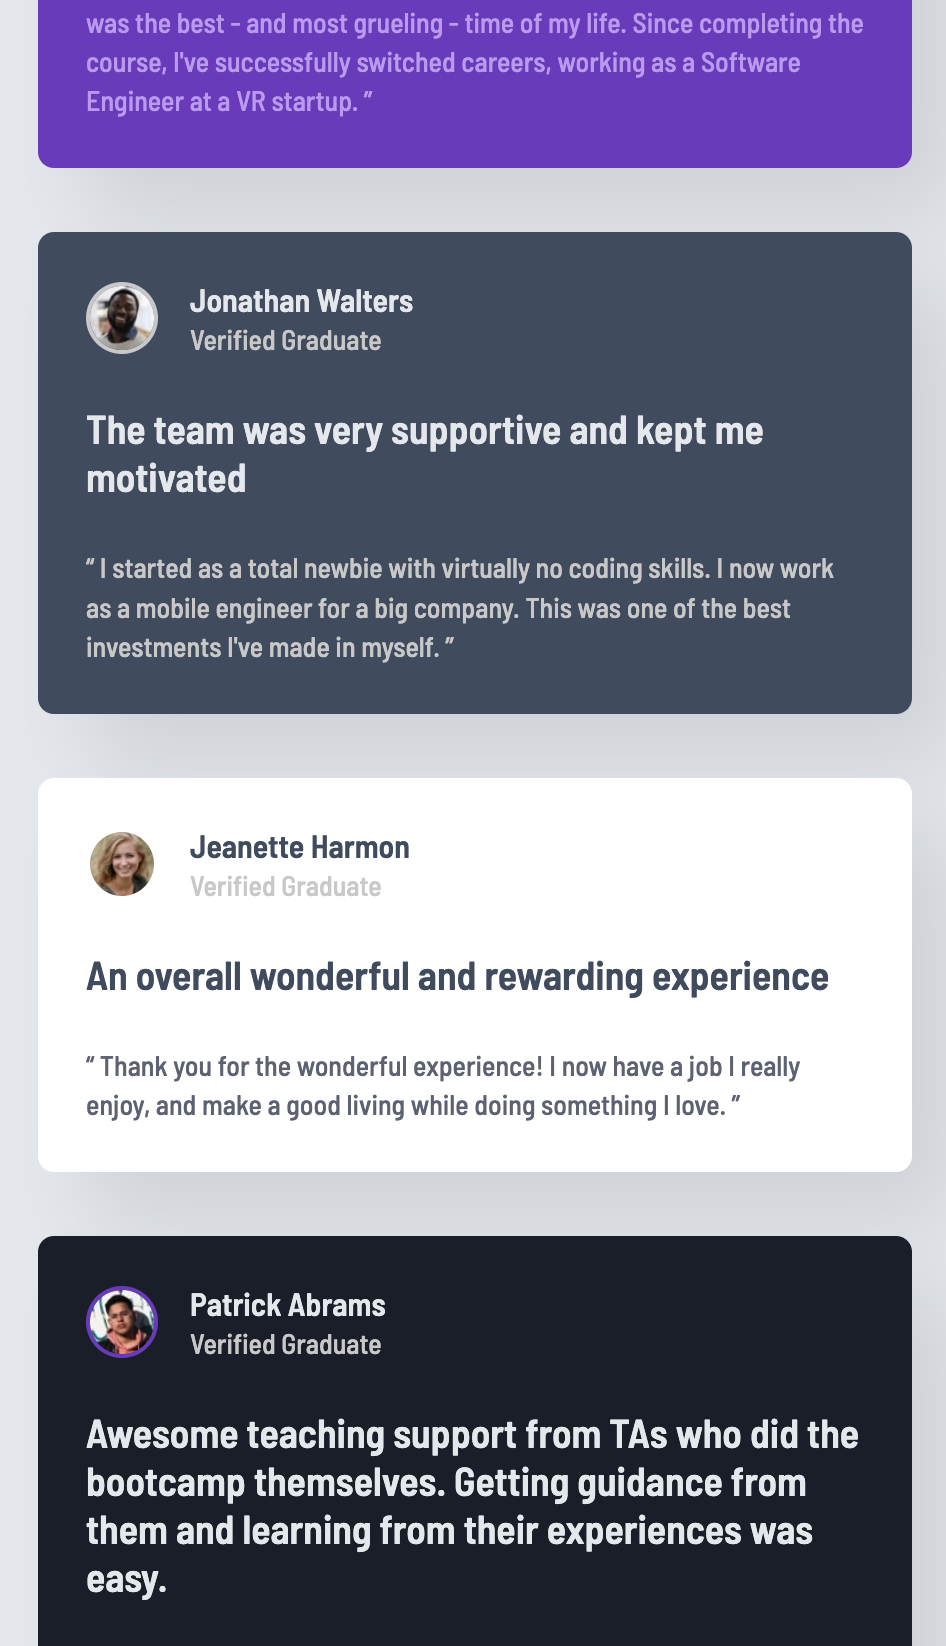 was the best - and most grueling - time of my life. Since completing the
course, I've successfully switched careers, working as a Software
Engineer at a VR startup. ”
Jonathan Walters
Verified Graduate
The team was very supportive and kept me
motivated
“ I started as a total newbie with virtually no coding skills. I now work
as a mobile engineer for a big company. This was one of the best
investments I've made in myself. ”
Jeanette Harmon
Verified Graduate
An overall wonderful and rewarding experience
“ Thank you for the wonderful experience! I now have a job I really
enjoy, and make a good living while doing something I love. ”
Patrick Abrams
Verified Graduate
Awesome teaching support from TAs who did the
bootcamp themselves. Getting guidance from
them and learning from their experiences was
easy.